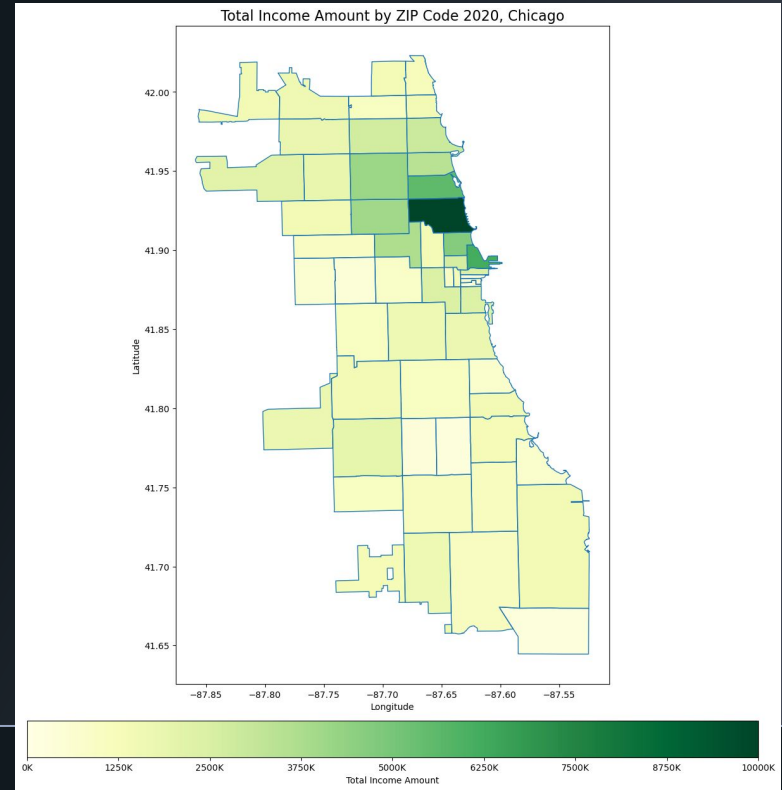 Total Income Amount by ZIP Code 2020, Chicago
42.00
41.95
41.90
41.85
41.80
41.75
41.70
41.65
Latitude
−87.85 −87.80 −87.75 −87.70 −87.65 −87.60 −87.55
Longitude
0K 1250K 2500K 3750K 5000K 6250K 7500K 8750K 10000K
Total Income Amount